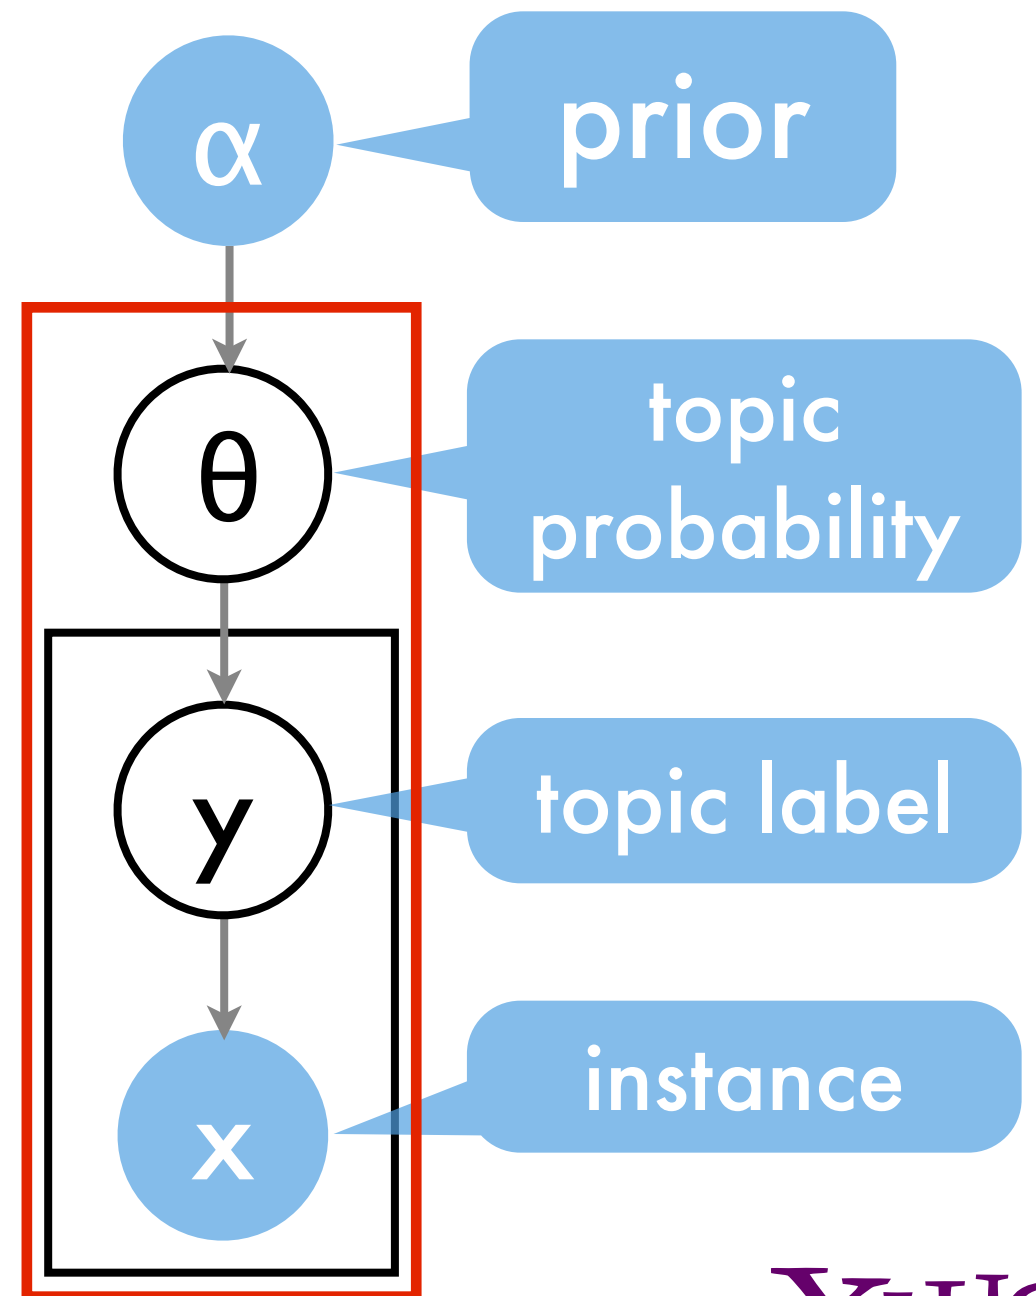 α
prior
θ
topic
probability
y
topic label
x
instance